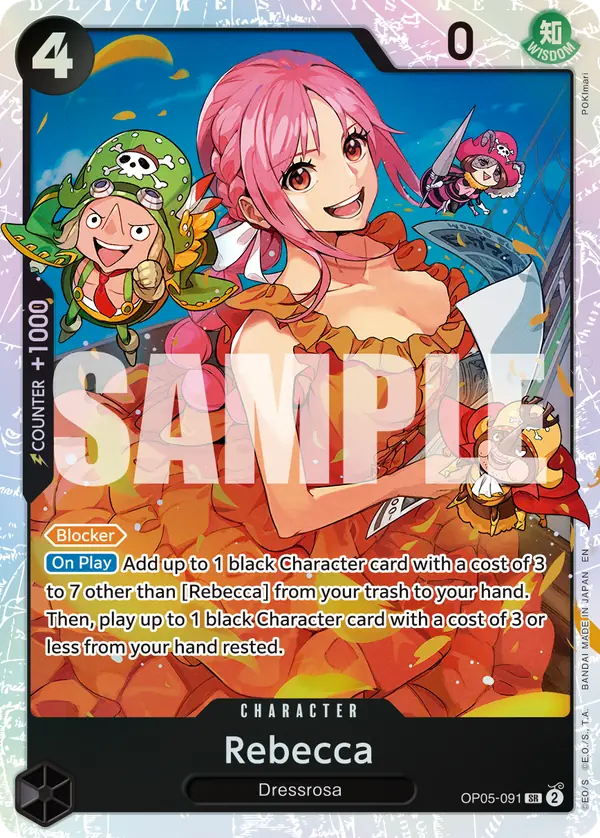 4
0
知
WISDOM
POKImari
COUNTER +1000
SAMPLE
Blocker
On Play Add up to 1 black Character card with a cost of 3
to 7 other than [Rebecca] from your trash to your hand.
Then, play up to 1 black Character card with a cost of 3 or
less from your hand rested.
CHARACTER
Rebecca
Dressrosa
OP05-091 SR 2
©E.O/S ©E.O./S., T.A. BANDAI MADE IN JAPAN EN